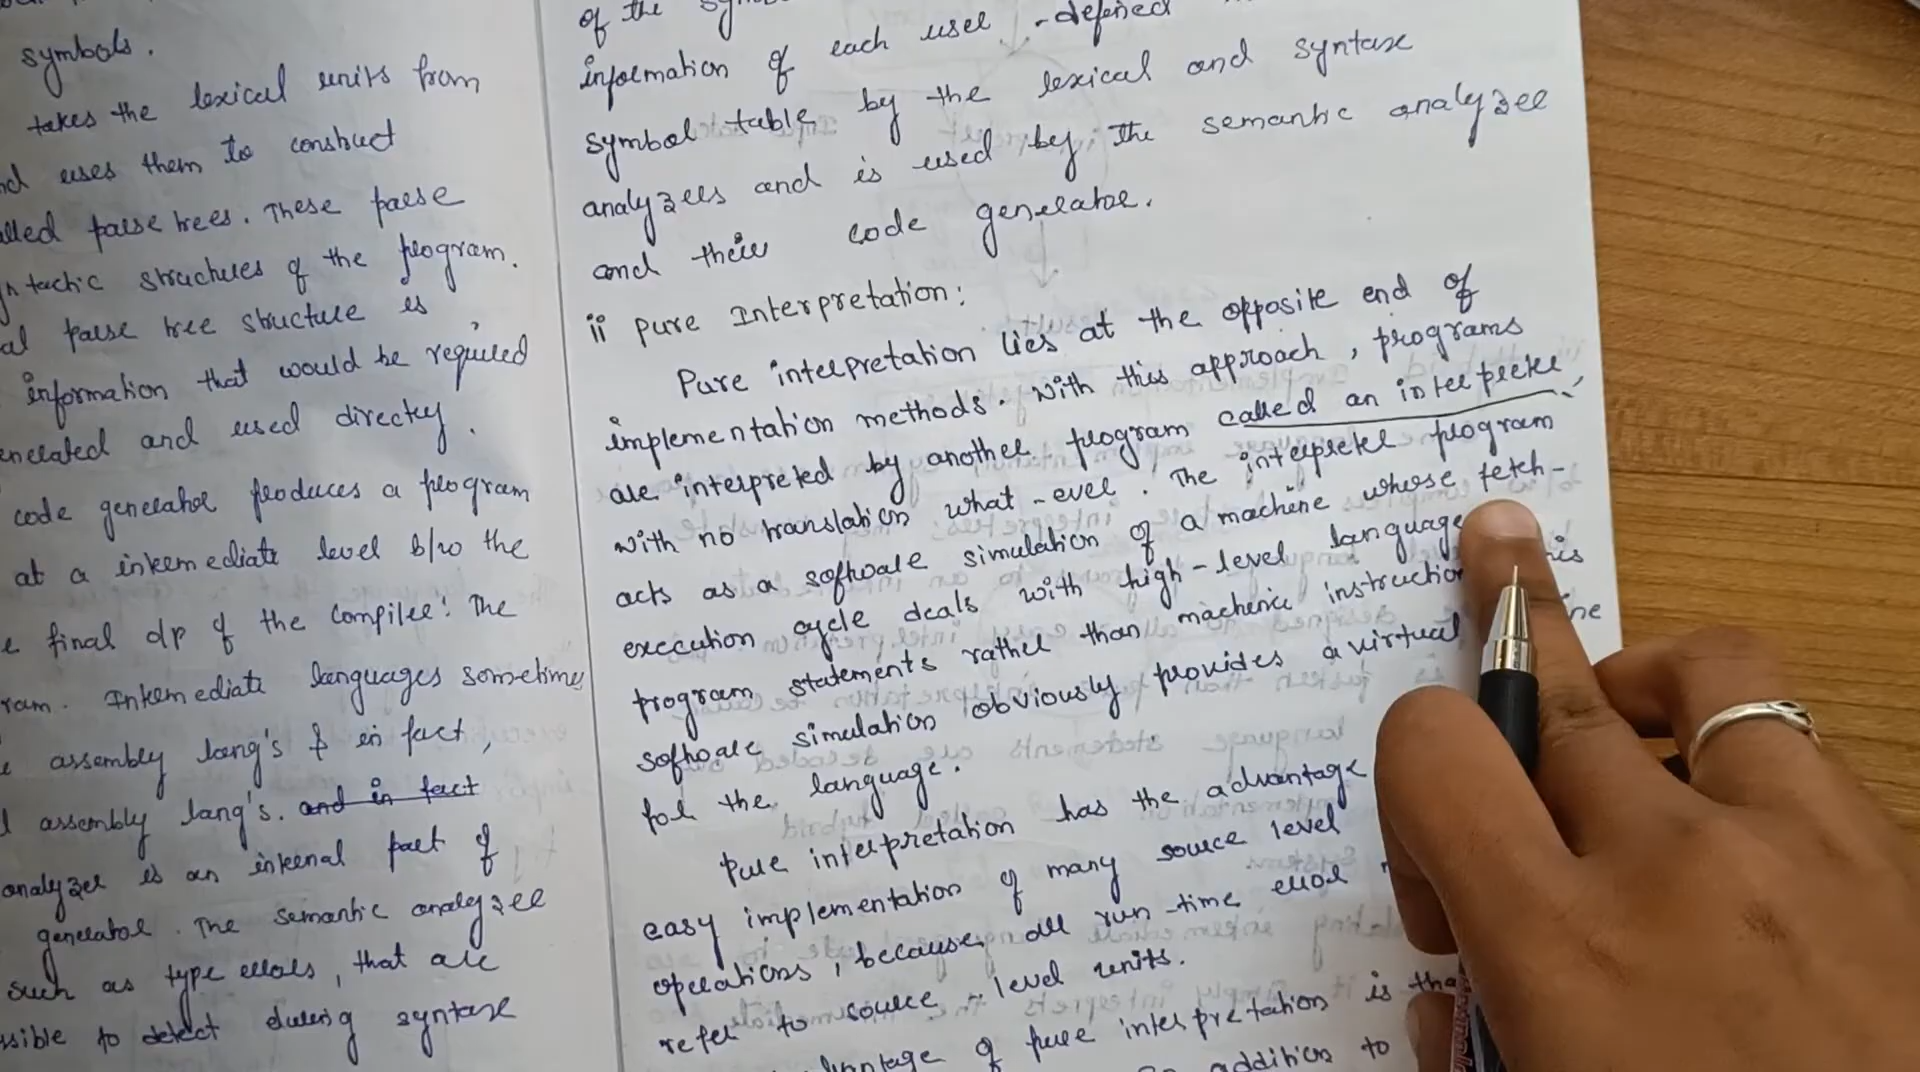 symbols.
takes the lexical units from
uses them to construct
parse trees. These parse
structures of the program.
parse tree structure is
information that would be required
and used directly.
code generator produces a program
at a intermediate level b/w the
final op of the compiler: The
Intermediate languages sometimes
assembly lang's & in fact,
assembly lang's. and in fact
analyzer is an internal part of
generator. The semantic analyzer
such as type errors, that are
to detect during syntax
of the
information of each user-defined
symbol table by the lexical and syntax
analyzers and is used by the semantic analyzer
and their code generator.
ii Pure Interpretation:
Pure interpretation lies at the opposite end of
implementation methods. With this approach, programs
are interpreted by another program called an interpreter,
with no translation what-ever. The interpreter program
acts as a software simulation of a machine whose fetch-
execution cycle deals with high-level language
program statements rather than machine
software simulation obviously provides a virtual
for the language.
Pure interpretation has the advantage
easy implementation of many source level
operations, because all run-time error
refer to source-level units.
of pure interpretation is
addition to